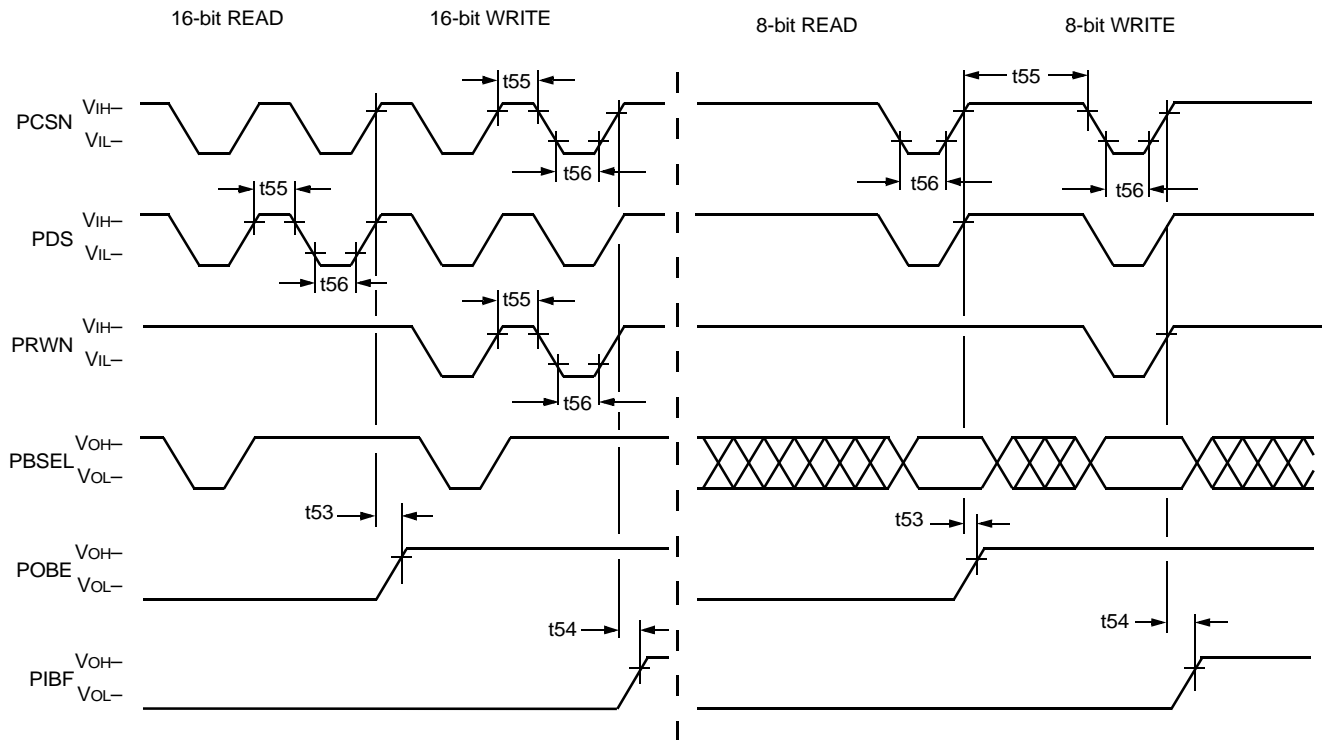 16-bit READ 16-bit WRITE 8-bit READ 8-bit WRITE
t55 t55
PCSN VIH–
VIL–
t56 t56 t56
t55
PDS VIH–
VIL–
t56
t55
PRWN VIH–
VIL–
t56
PBSEL VOH–
VOL–
t53 t53
POBE VOH–
VOL–
t54 t54
PIBF VOH–
VOL–